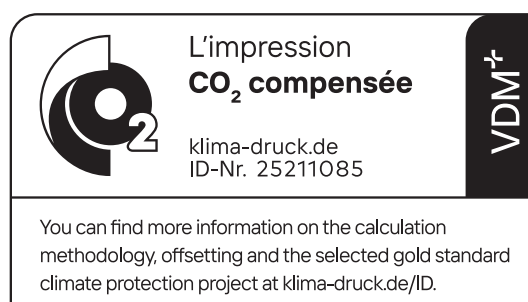 L'impression
CO₂ compensée
klima-druck.de
ID-Nr. 25211085
VDM+
You can find more information on the calculation
methodology, offsetting and the selected gold standard
climate protection project at klima-druck.de/ID.